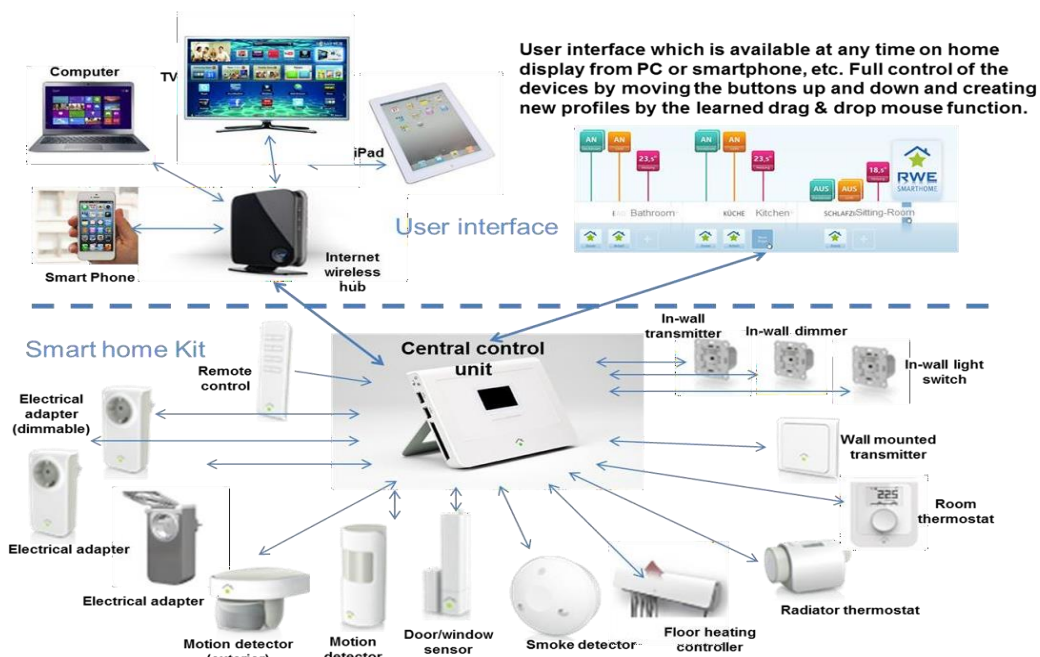 User interface which is available at any time on home
display from PC or smartphone, etc. Full control of the
devices by moving the buttons up and down and creating
new profiles by the learned drag & drop mouse function.
Computer
TV
iPad
Smart Phone
Internet
wireless
hub
User interface
AN
AN
23,5°
AN
AN
23,5°
AUS
AUS
18,5°
RWE
SMARTHOME
Bathroom
KÜCHE
Kitchen
SCHLAFZI
Sitting-Room
Smart home Kit
Remote
control
Central control
unit
In-wall
transmitter
In-wall dimmer
In-wall light
switch
Electrical
adapter
(dimmable)
Wall mounted
transmitter
Electrical adapter
Room
thermostat
Electrical adapter
Radiator thermostat
Motion detector
(exterior)
Motion
detector
Door/window
sensor
Smoke detector
Floor heating
controller